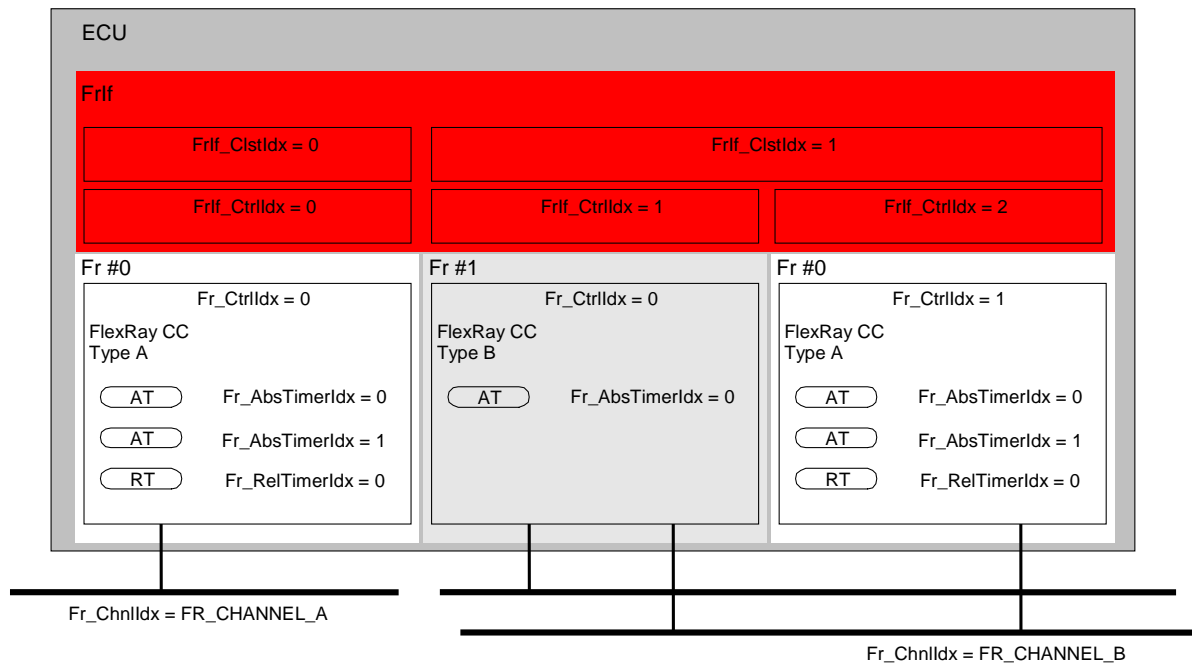 ECU
FrIf
FrIf_ClstIdx = 0
FrIf_ClstIdx = 1
FrIf_CtrlIdx = 0
FrIf_CtrlIdx = 1
FrIf_CtrlIdx = 2
Fr #0
Fr_CtrlIdx = 0
FlexRay CC
Type A
AT Fr_AbsTimerIdx = 0
AT Fr_AbsTimerIdx = 1
RT Fr_RelTimerIdx = 0
Fr #1
Fr_CtrlIdx = 0
FlexRay CC
Type B
AT Fr_AbsTimerIdx = 0
Fr #0
Fr_CtrlIdx = 1
FlexRay CC
Type A
AT Fr_AbsTimerIdx = 0
AT Fr_AbsTimerIdx = 1
RT Fr_RelTimerIdx = 0
Fr_ChnlIdx = FR_CHANNEL_A
Fr_ChnlIdx = FR_CHANNEL_B